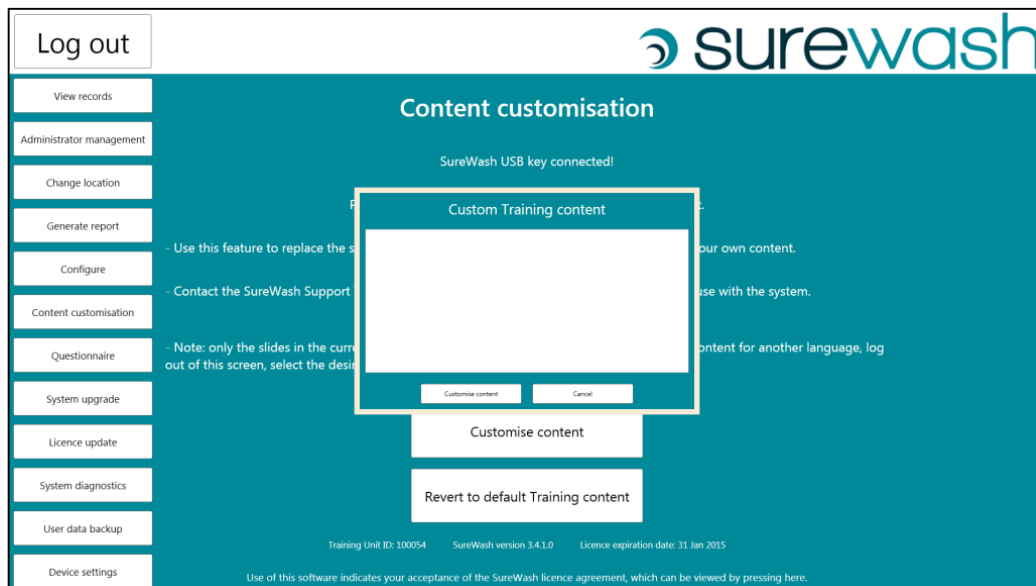 Log out
surewash
View records
Administrator management
Change location
Generate report
Configure
Content customisation
Questionnaire
System upgrade
Licence update
System diagnostics
User data backup
Device settings
Content customisation
SureWash USB key connected!
- Use this feature to replace the s
our own content.
- Contact the SureWash Support
use with the system.
- Note: only the slides in the curre
ontent for another language, log
out of this screen, select the desi
Custom Training content
Customise content
Cancel
Customise content
Revert to default Training content
Training Unit ID: 100054 SureWash version 3.4.1.0 Licence expiration date: 31 Jan 2015
Use of this software indicates your acceptance of the SureWash licence agreement, which can be viewed by pressing here.